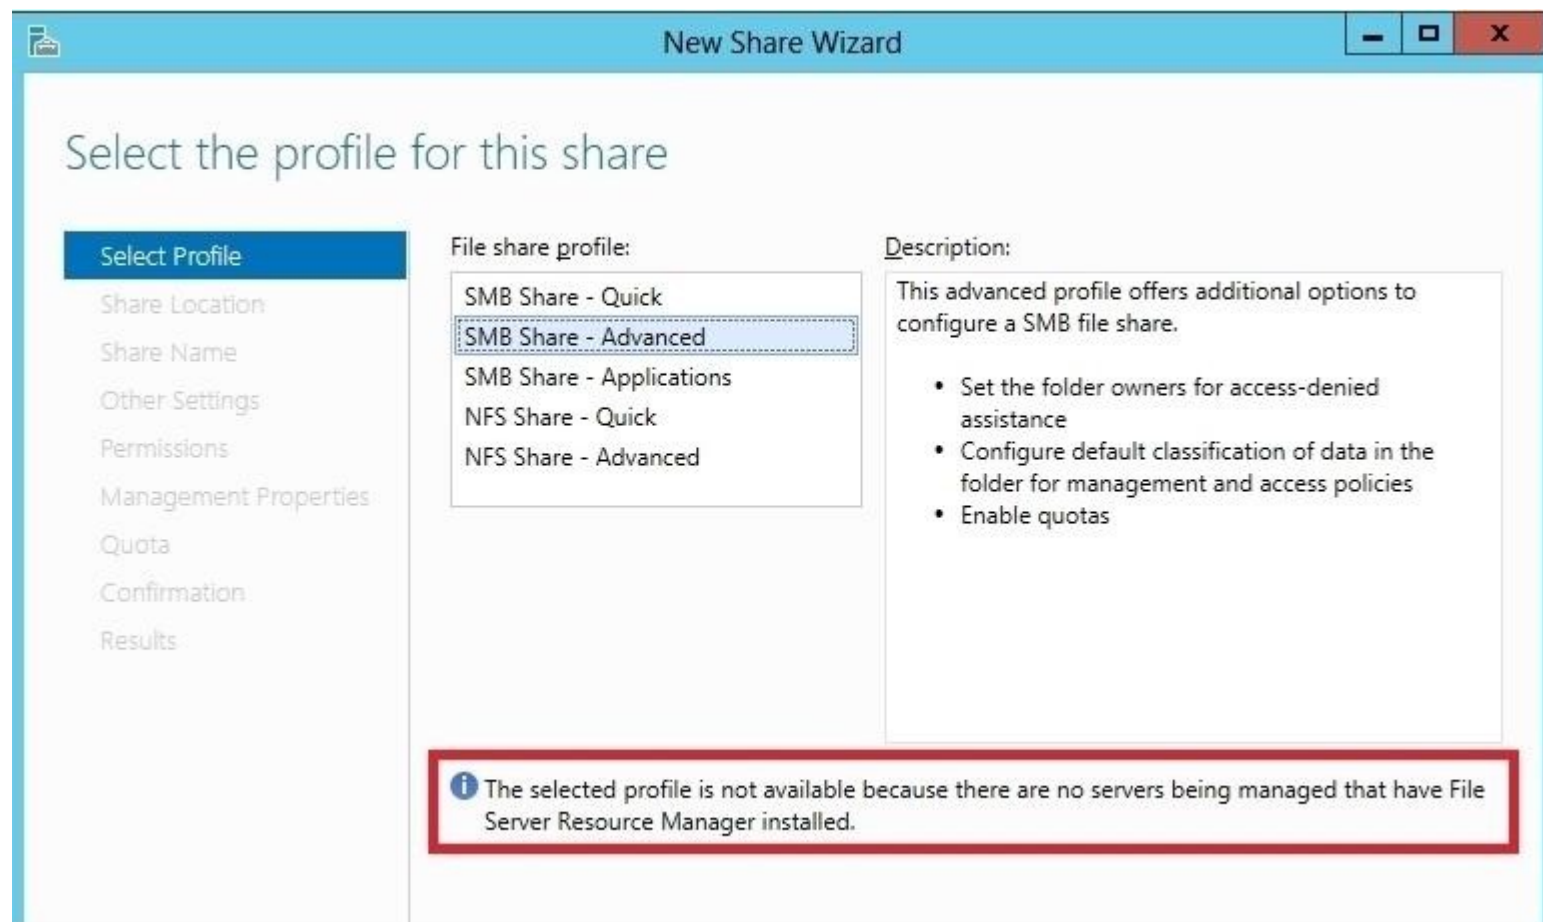 New Share Wizard
Select the profile for this share
Select Profile
Share Location
Share Name
Other Settings
Permissions
Management Properties
Quota
Confirmation
Results
File share profile:
SMB Share - Quick
SMB Share - Advanced
SMB Share - Applications
NFS Share - Quick
NFS Share - Advanced
Description:
This advanced profile offers additional options to
configure a SMB file share.
• Set the folder owners for access-denied
assistance
• Configure default classification of data in the
folder for management and access policies
• Enable quotas
The selected profile is not available because there are no servers being managed that have File
Server Resource Manager installed.